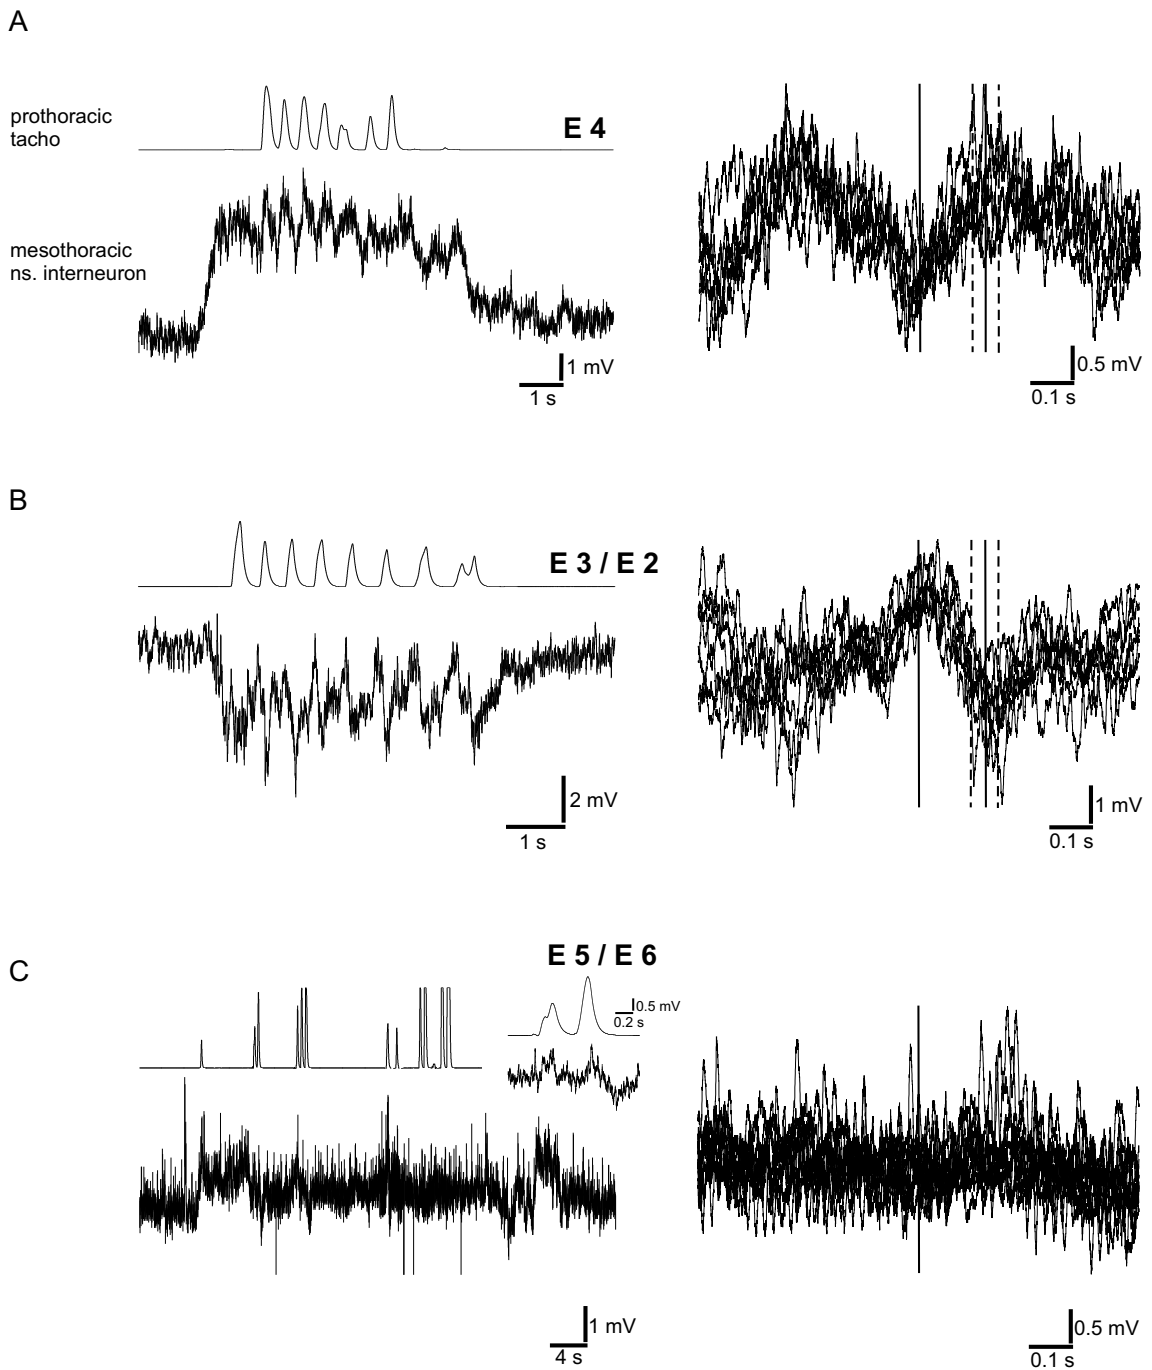 A
prothoracic
tacho
E 4
mesothoracic
ns. interneuron
1 mV
1 s
0.5 mV
0.1 s
B
E 3 / E 2
2 mV
1 s
1 mV
0.1 s
C
E 5 / E 6
0.5 mV
0.2 s
1 mV
4 s
0.5 mV
0.1 s